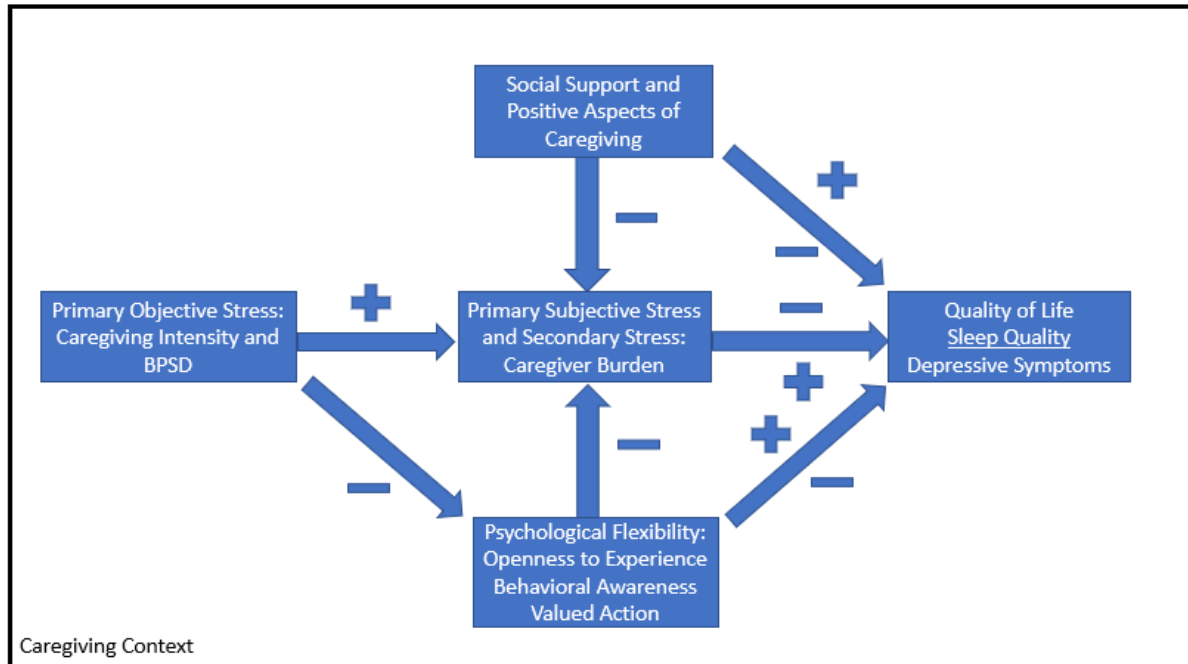 Social Support and
Positive Aspects of
Caregiving
Primary Objective Stress:
Caregiving Intensity and
BPSD
Primary Subjective Stress
and Secondary Stress:
Caregiver Burden
Quality of Life
Sleep Quality
Depressive Symptoms
Psychological Flexibility:
Openness to Experience
Behavioral Awareness
Valued Action
Caregiving Context